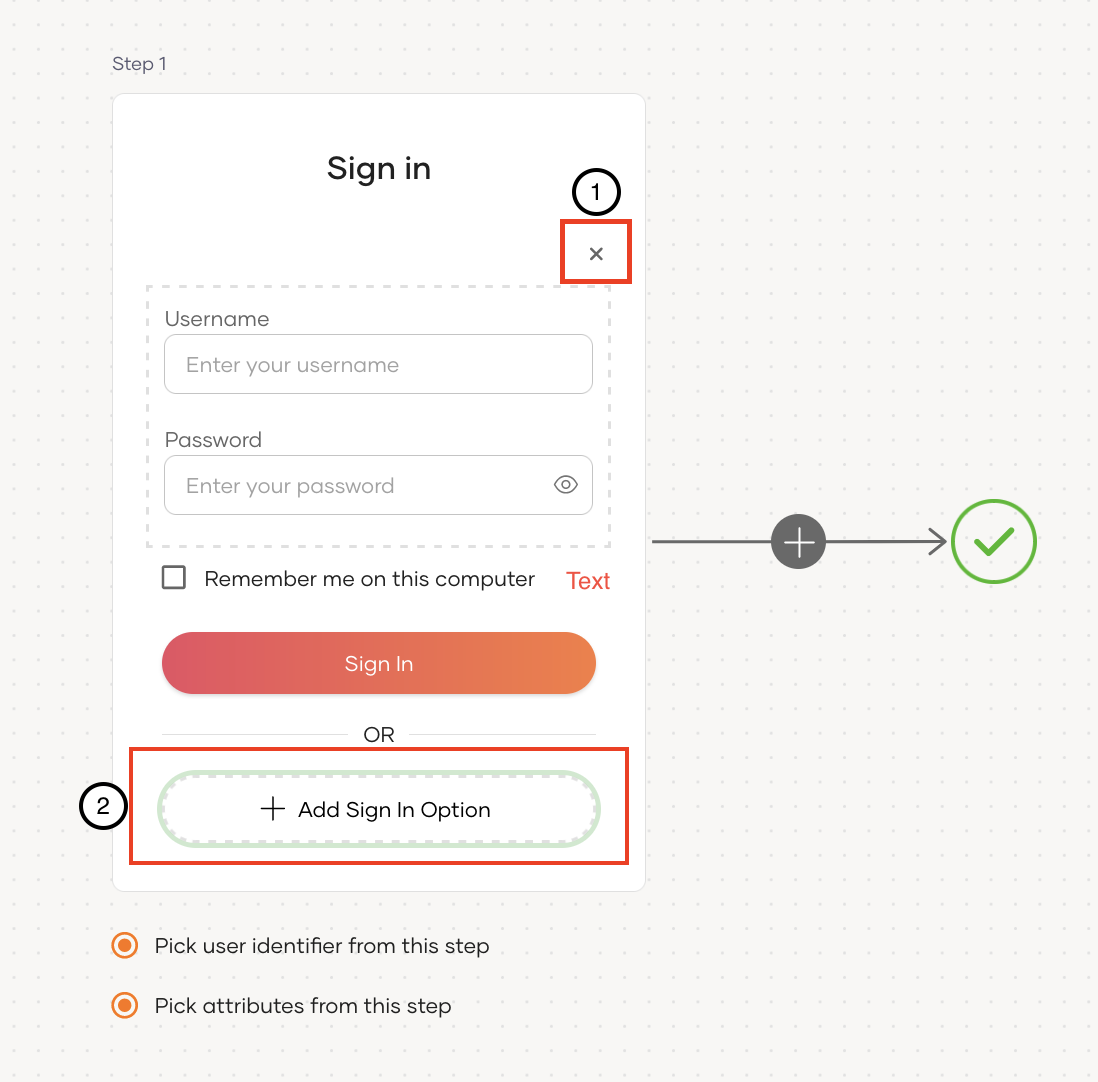 Step 1
Sign in
1
Username
Enter your username
Password
Enter your password
Remember me on this computer Text
Sign In
OR
2
Add Sign In Option
Pick user identifier from this step
Pick attributes from this step